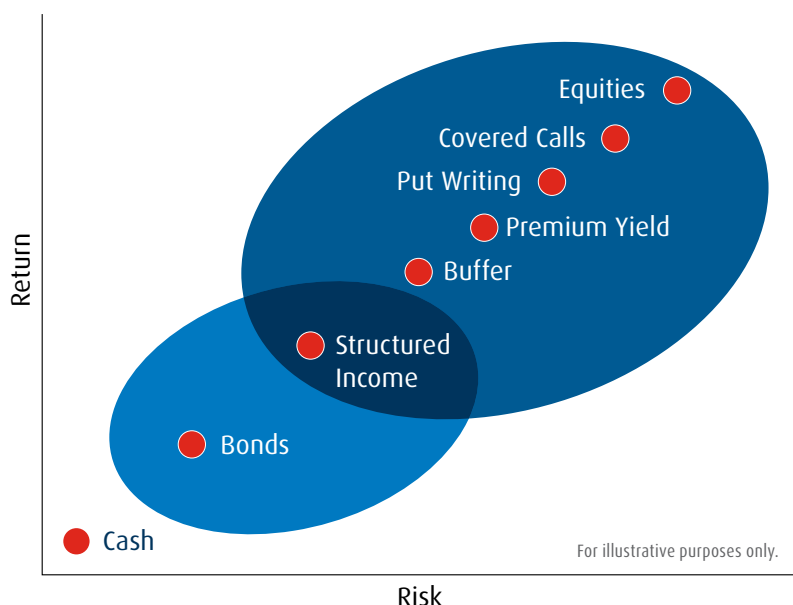 Return
Equities
Covered Calls
Put Writing
Premium Yield
Buffer
Structured
Income
Bonds
Cash
For illustrative purposes only.
Risk